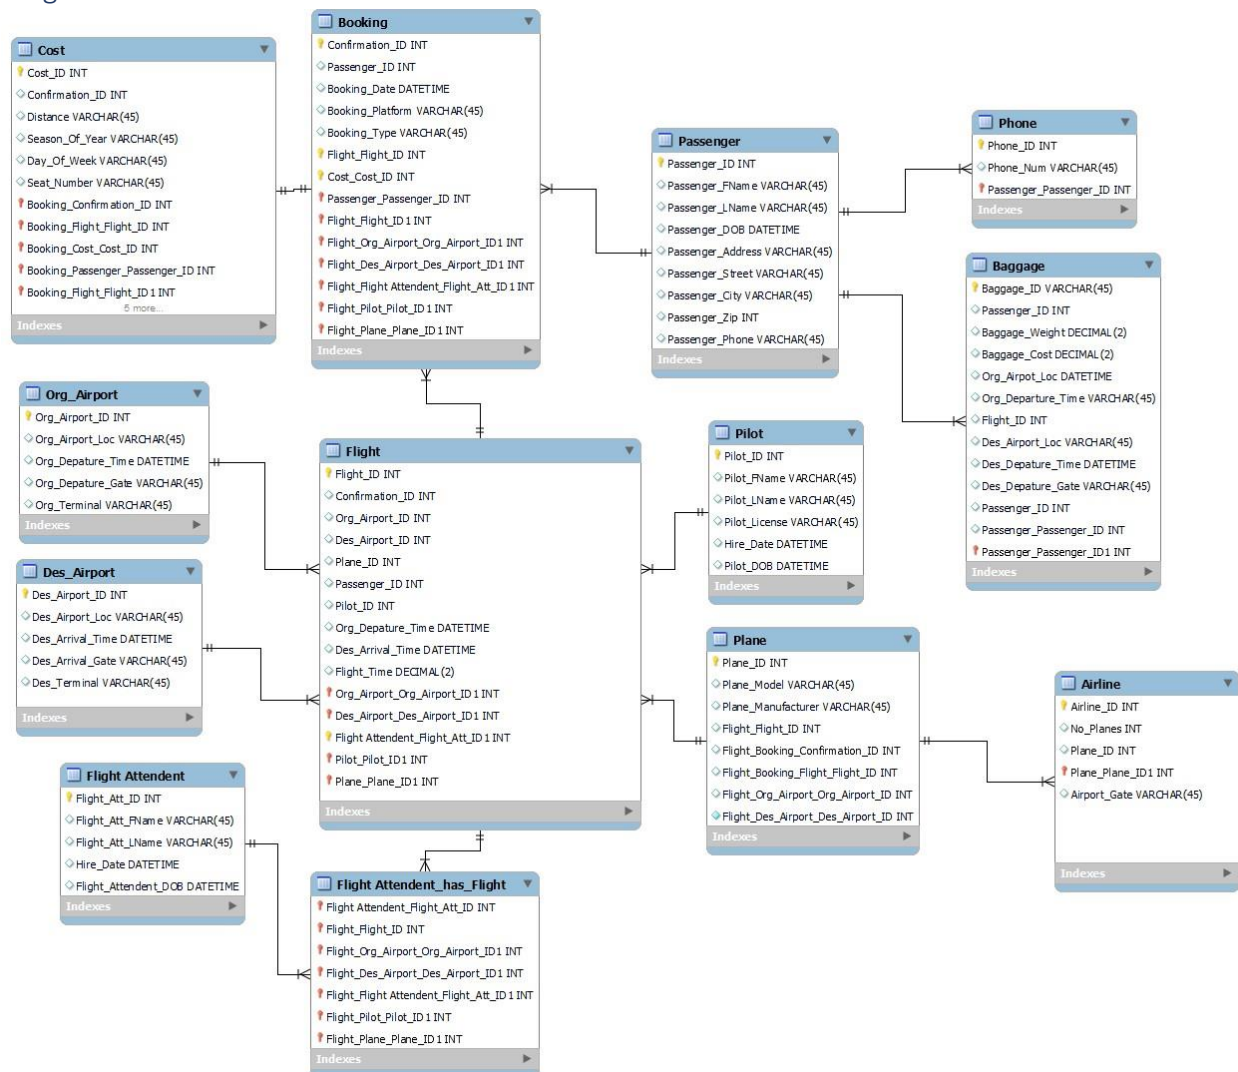 Cost
Cost_ID INT
Confirmation_ID INT
Distance VARCHAR(45)
Season_Of_Year VARCHAR(45)
Day_Of_Week VARCHAR(45)
Seat_Number VARCHAR(45)
Booking_Confirmation_ID INT
Booking_Flight_Flight_ID INT
Booking_Cost_Cost_ID INT
Booking_Passenger_Passenger_ID INT
Booking_Flight_Flight_ID1 INT
6 more...
Indexes
Booking
Confirmation_ID INT
Passenger_ID INT
Booking_Date DATETIME
Booking_Platform VARCHAR(45)
Booking_Type VARCHAR(45)
Flight_Flight_ID INT
Cost_Cost_ID INT
Passenger_Passenger_ID INT
Flight_Flight_ID1 INT
Flight_Org_Airport_Org_Airport_ID1 INT
Flight_Des_Airport_Des_Airport_ID1 INT
Flight_Flight Attendent_Flight_Att_ID1 INT
Flight_Pilot_Pilot_ID1 INT
Flight_Plane_Plane_ID1 INT
Indexes
Passenger
Passenger_ID INT
Passenger_FName VARCHAR(45)
Passenger_LName VARCHAR(45)
Passenger_DOB DATETIME
Passenger_Address VARCHAR(45)
Passenger_Street VARCHAR(45)
Passenger_City VARCHAR(45)
Passenger_Zip INT
Passenger_Phone VARCHAR(45)
Indexes
Phone
Phone_ID INT
Phone_Num VARCHAR(45)
Passenger_Passenger_ID INT
Indexes
Baggage
Baggage_ID VARCHAR(45)
Passenger_ID INT
Baggage_Weight DECIMAL(2)
Baggage_Cost DECIMAL(2)
Org_Airpot_Loc DATETIME
Org_Departure_Time VARCHAR(45)
Flight_ID INT
Des_Airport_Loc VARCHAR(45)
Des_Depature_Time DATETIME
Des_Depature_Gate VARCHAR(45)
Passenger_ID INT
Passenger_Passenger_ID INT
Passenger_Passenger_ID1 INT
Indexes
Org_Airport
Org_Airport_ID INT
Org_Airport_Loc VARCHAR(45)
Org_Depature_Time DATETIME
Org_Depature_Gate VARCHAR(45)
Org_Terminal VARCHAR(45)
Indexes
Flight
Flight_ID INT
Confirmation_ID INT
Org_Airport_ID INT
Des_Airport_ID INT
Plane_ID INT
Passenger_ID INT
Pilot_ID INT
Org_Depature_Time DATETIME
Des_Arrival_Time DATETIME
Flight_Time DECIMAL(2)
Org_Airport_Org_Airport_ID1 INT
Des_Airport_Des_Airport_ID1 INT
Flight Attendent_Flight_Att_ID1 INT
Pilot_Pilot_ID1 INT
Plane_Plane_ID1 INT
Indexes
Pilot
Pilot_ID INT
Pilot_FName VARCHAR(45)
Pilot_LName VARCHAR(45)
Pilot_License VARCHAR(45)
Hire_Date DATETIME
Pilot_DOB DATETIME
Indexes
Des_Airport
Des_Airport_ID INT
Des_Airport_Loc VARCHAR(45)
Des_Arrival_Time DATETIME
Des_Arrival_Gate VARCHAR(45)
Des_Terminal VARCHAR(45)
Indexes
Plane
Plane_ID INT
Plane_Model VARCHAR(45)
Plane_Manufacturer VARCHAR(45)
Flight_Flight_ID INT
Flight_Booking_Confirmation_ID INT
Flight_Booking_Flight_Flight_ID INT
Flight_Org_Airport_Org_Airport_ID INT
Flight_Des_Airport_Des_Airport_ID INT
Indexes
Airline
Airline_ID INT
No_Planes INT
Plane_ID INT
Plane_Plane_ID1 INT
Airport_Gate VARCHAR(45)
Indexes
Flight Attendent
Flight_Att_ID INT
Flight_Att_FName VARCHAR(45)
Flight_Att_LName VARCHAR(45)
Hire_Date DATETIME
Flight_Attendent_DOB DATETIME
Indexes
Flight Attendent_has_Flight
Flight Attendent_Flight_Att_ID INT
Flight_Flight_ID INT
Flight_Org_Airport_Org_Airport_ID1 INT
Flight_Des_Airport_Des_Airport_ID1 INT
Flight_Flight Attendent_Flight_Att_ID1 INT
Flight_Pilot_Pilot_ID1 INT
Flight_Plane_Plane_ID1 INT
Indexes